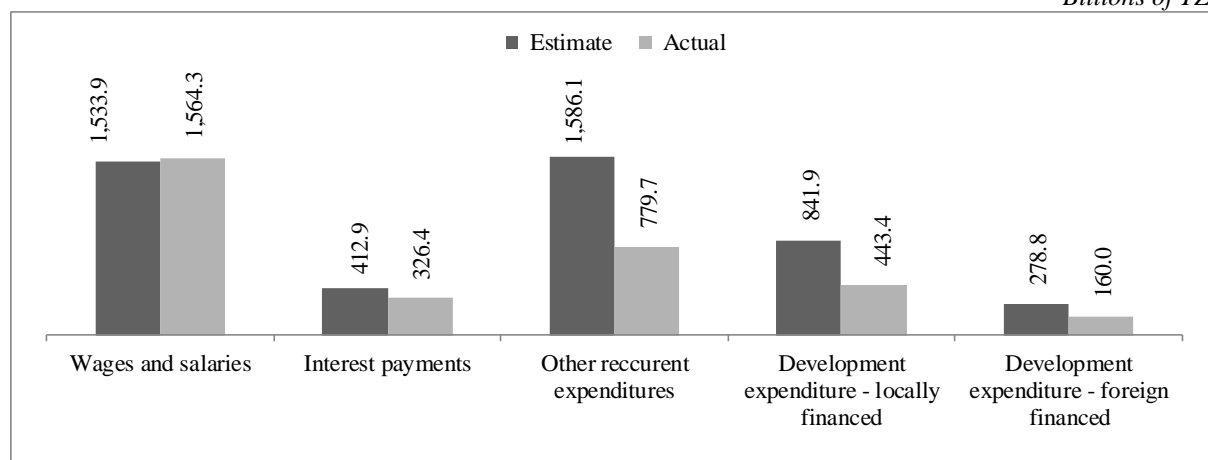 Billions of TZ
Estimate Actual
1,533.9 1,564.3 412.9 326.4 1,586.1 779.7 841.9 443.4 278.8 160.0
Wages and salaries Interest payments Other reccurent expenditures Development expenditure - locally financed Development expenditure - foreign financed